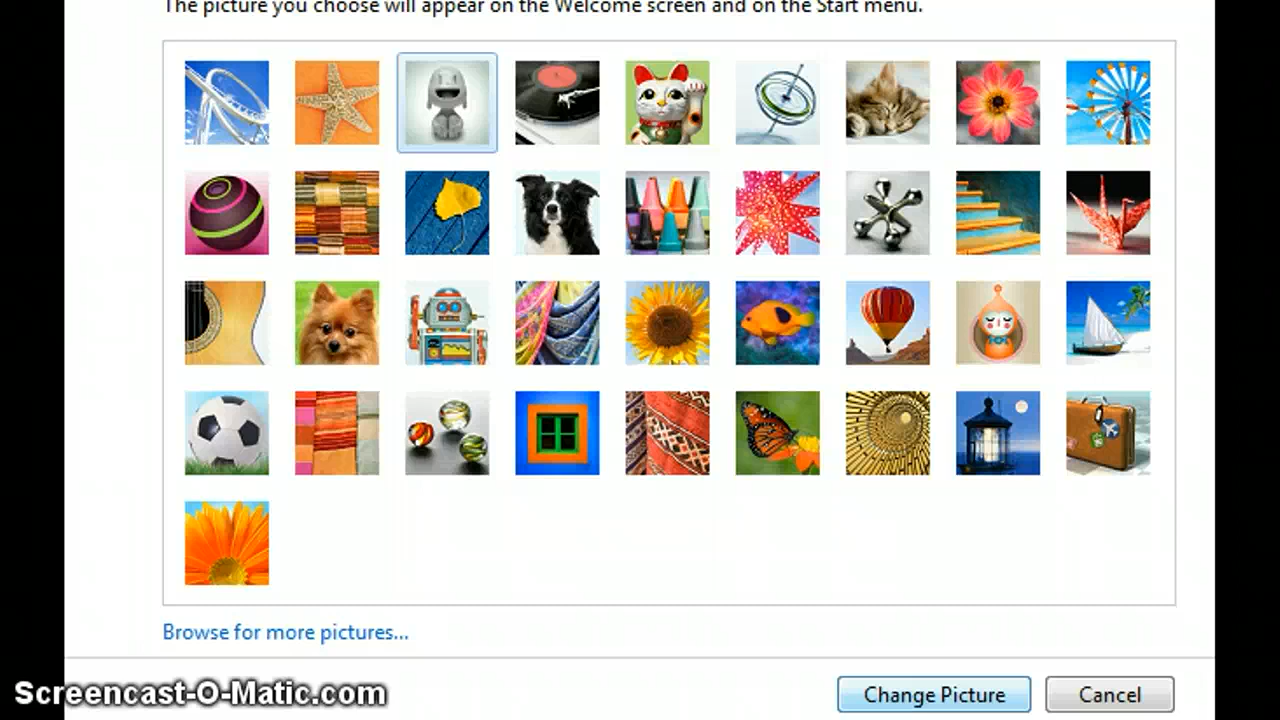 The picture you choose will appear on the Welcome screen and on the Start menu.
Browse for more pictures...
Screencast-O-Matic.com
Change Picture
Cancel